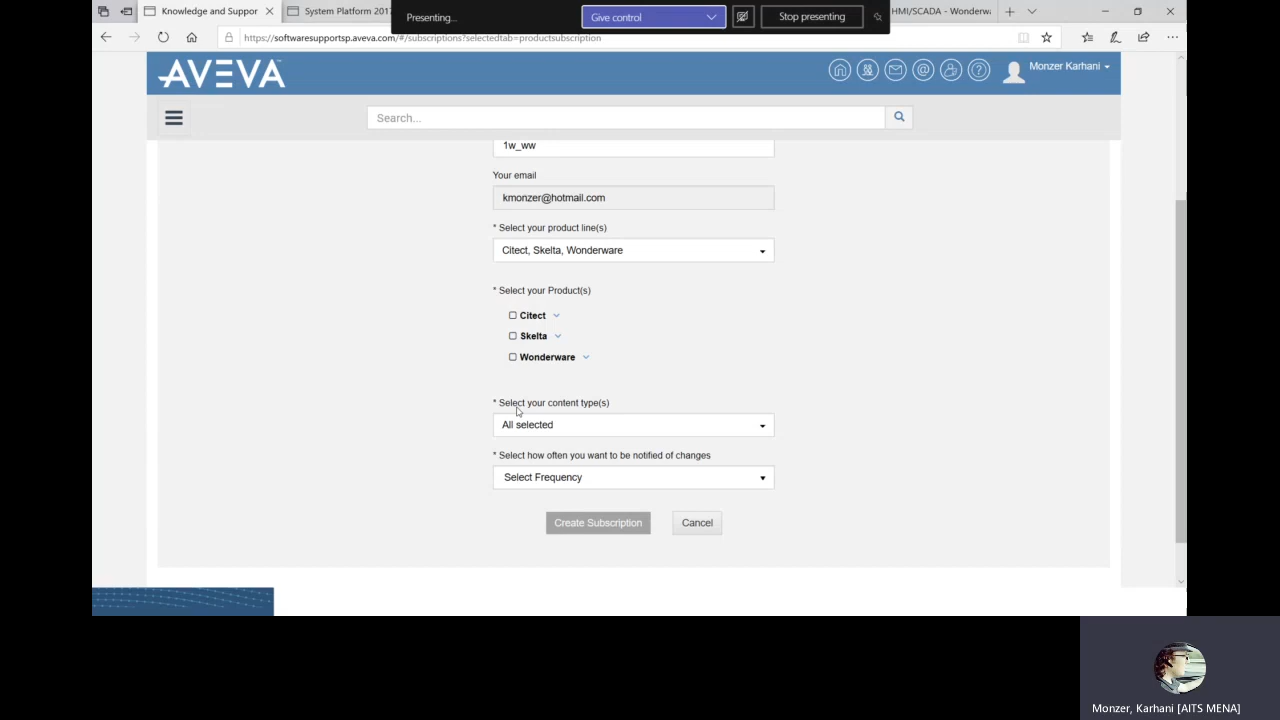 Knowledge and Suppor
System Platform 2017
Presenting...
Give control
Stop presenting
HMI/SCADA - Wonderwa
https://softwaresupportsp.aveva.com/#/subscriptions?selectedtab=productsubscription
AVEVA
Monzer Karhani
Search...
1w_ww
Your email
kmonzer@hotmail.com
* Select your product line(s)
Citect, Skelta, Wonderware
* Select your Product(s)
Citect
Skelta
Wonderware
* Select your content type(s)
All selected
* Select how often you want to be notified of changes
Select Frequency
Create Subscription
Cancel
Monzer, Karhani [AITS MENA]